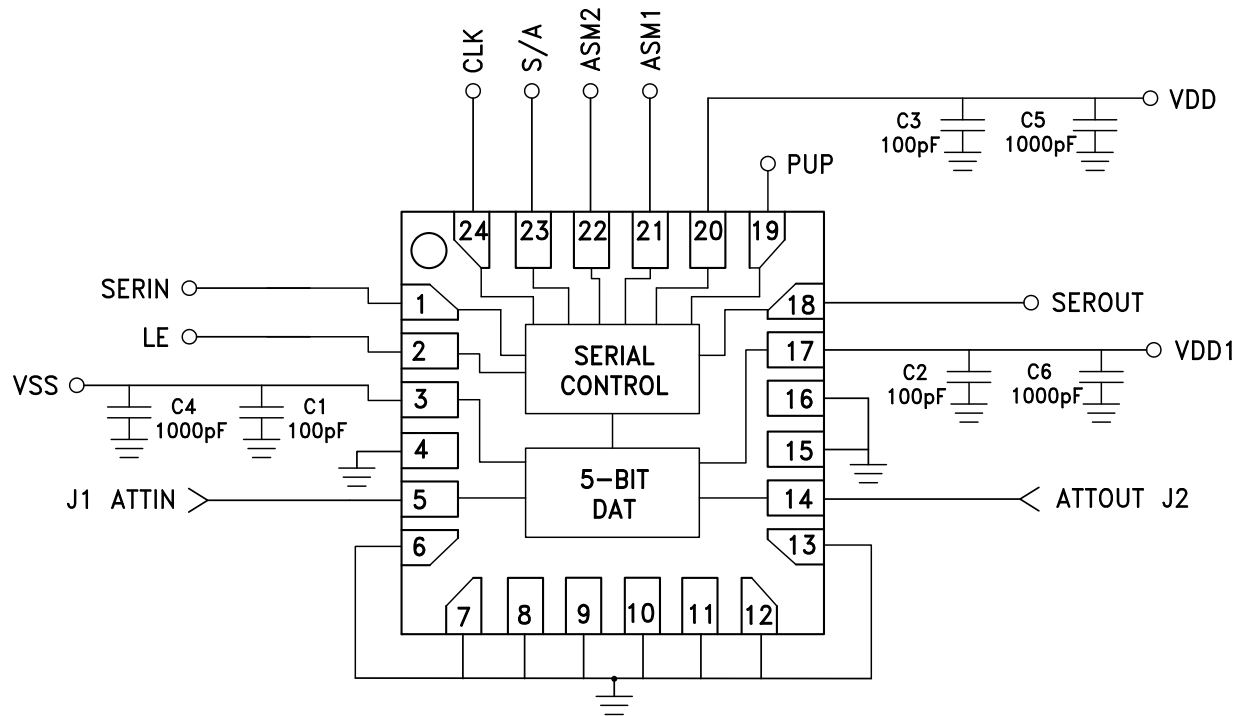 CLK
S/A
ASM2
ASM1
VDD
C3
100pF
C5
1000pF
PUP
24
23
22
21
20
19
SERIN
1
18
SEROUT
LE
2
17
VDD1
SERIAL
CONTROL
C2
100pF
C6
1000pF
VSS
3
16
C4
1000pF
C1
100pF
4
15
5-BIT
DAT
J1 ATTIN
5
14
ATTOUT J2
6
13
7
8
9
10
11
12